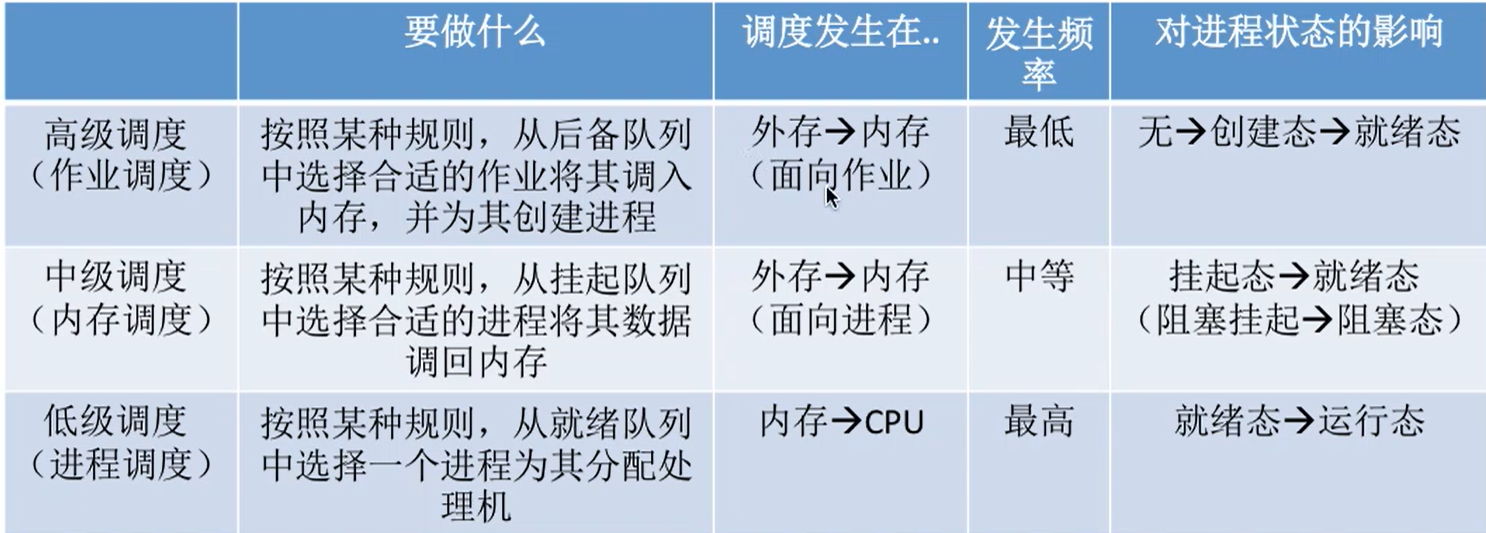 要做什么
调度发生在..
发生频
率
对进程状态的影响
高级调度
（作业调度）
按照某种规则，从后备队列
中选择合适的作业将其调入
内存，并为其创建进程
外存→内存
（面向作业）
最低
无→创建态→就绪态
中级调度
（内存调度）
按照某种规则，从挂起队列
中选择合适的进程将其数据
调回内存
外存→内存
（面向进程）
中等
挂起态→就绪态
（阻塞挂起→阻塞态）
低级调度
（进程调度）
按照某种规则，从就绪队列
中选择一个进程为其分配处
理机
内存→CPU
最高
就绪态→运行态